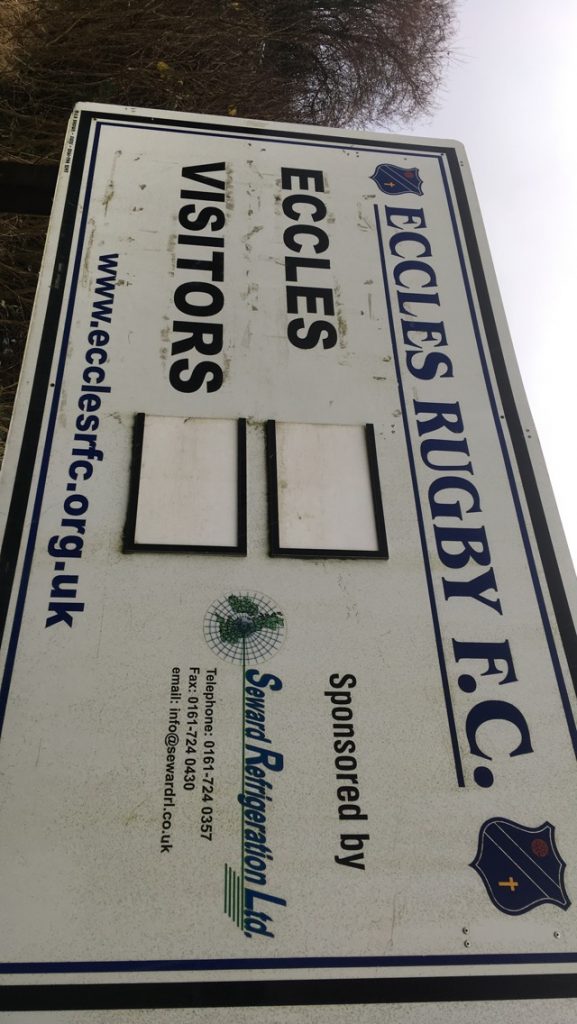 ECCLES RUGBY F.C.
ECCLES
VISITORS
Sponsored by
Seward Refrigeration Ltd.
Telephone: 0161-724 0357
Fax: 0161-724 0430
email: info@sewardrl.co.uk
www.ecclesrfc.org.uk